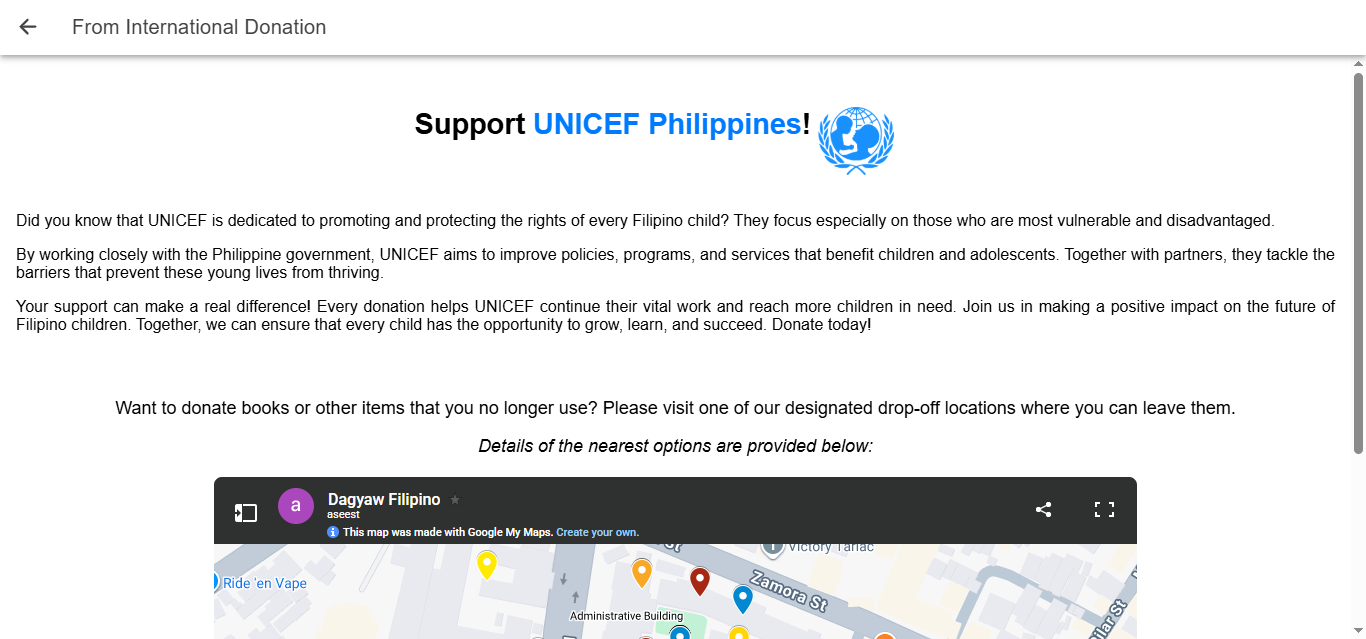 From International Donation
Support UNICEF Philippines!
Did you know that UNICEF is dedicated to promoting and protecting the rights of every Filipino child? They focus especially on those who are most vulnerable and disadvantaged.
By working closely with the Philippine government, UNICEF aims to improve policies, programs, and services that benefit children and adolescents. Together with partners, they tackle the
barriers that prevent these young lives from thriving.
Your support can make a real difference! Every donation helps UNICEF continue their vital work and reach more children in need. Join us in making a positive impact on the future of
Filipino children. Together, we can ensure that every child has the opportunity to grow, learn, and succeed. Donate today!
Want to donate books or other items that you no longer use? Please visit one of our designated drop-off locations where you can leave them.
Details of the nearest options are provided below:
a
Dagyaw Filipino
aseest
This map was made with Google My Maps. Create your own.
St
Victory Tarlac
Ride 'en Vape
Zamora St
Administrative Building